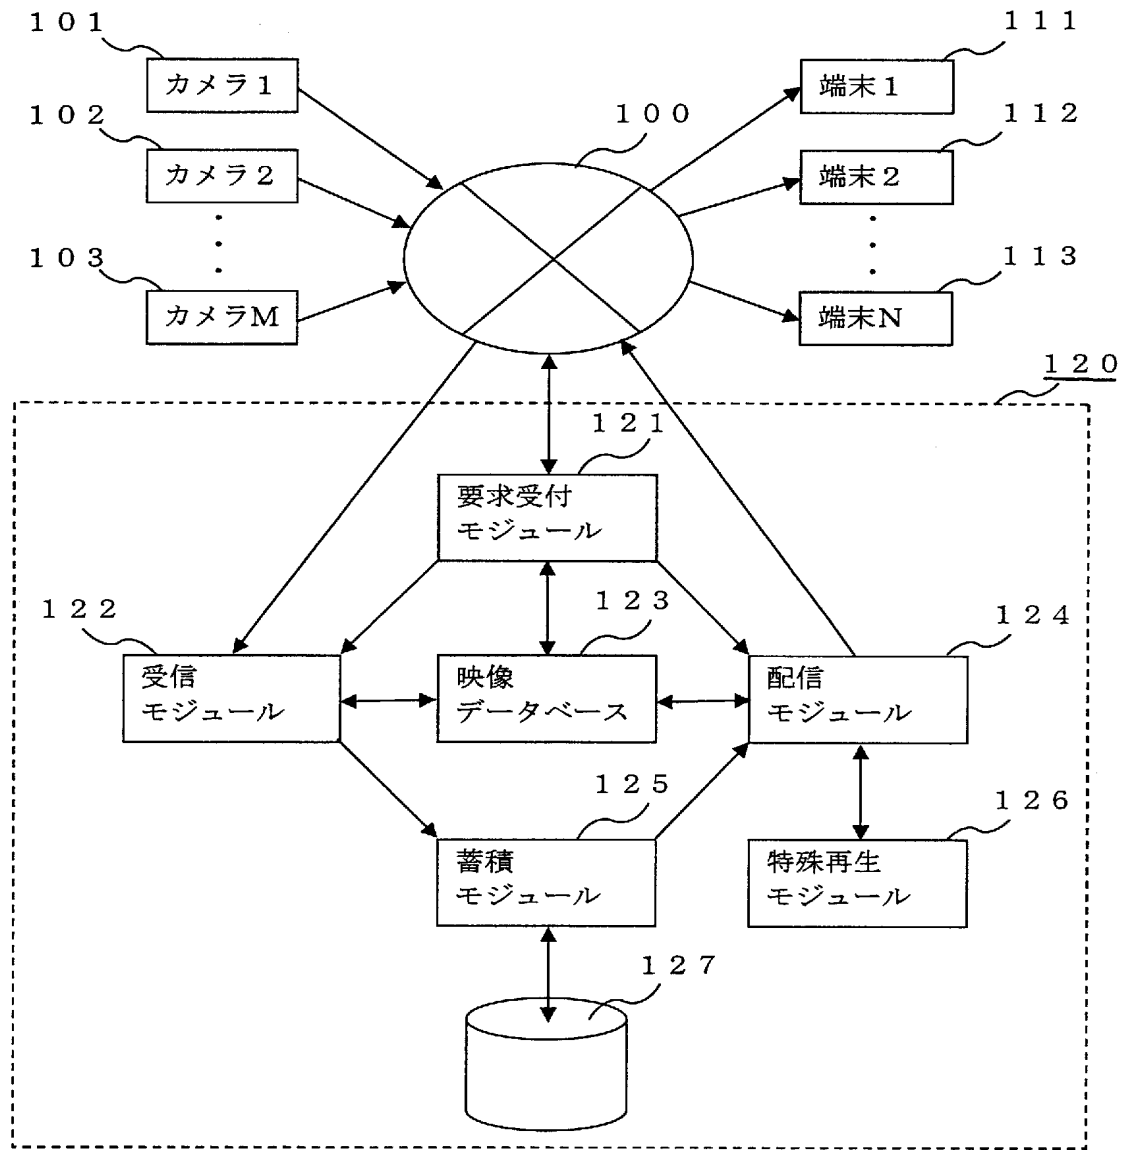 １０１
カメラ１
１０２
カメラ２
１０３
カメラＭ
１００
１１１
端末１
１１２
端末２
１１３
端末Ｎ
１２０
１２１
要求受付
モジュール
１２２
受信
モジュール
１２３
映像
データベース
１２４
配信
モジュール
１２５
蓄積
モジュール
１２６
特殊再生
モジュール
１２７